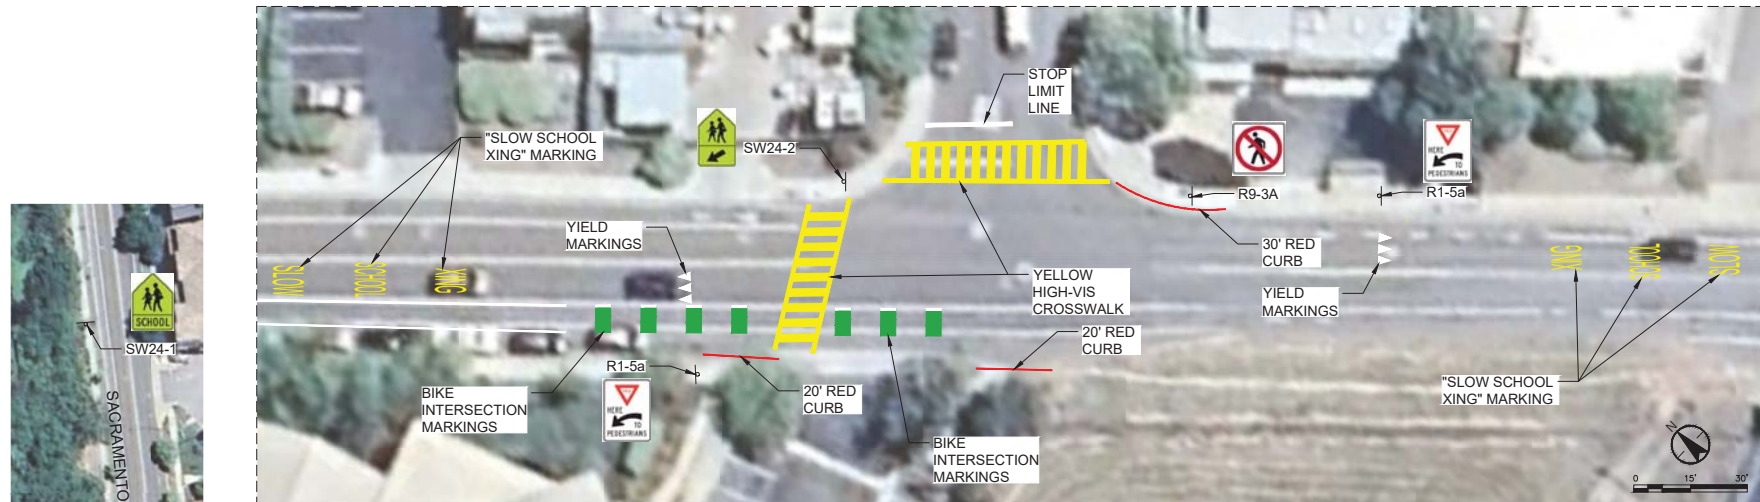 STOP
LIMIT
LINE
"SLOW SCHOOL
XING" MARKING
SW24-2
HERE
TO
PEDESTRIANS
R9-3A
R1-5a
YIELD
MARKINGS
30' RED
CURB
SLOW
SCHOOL
XING
YELLOW
HIGH-VIS
CROSSWALK
YIELD
MARKINGS
XING
SCHOOL
SLOW
SCHOOL
SW24-1
SACRAMENTO
R1-5a
20' RED
CURB
20' RED
CURB
BIKE
INTERSECTION
MARKINGS
HERE
TO
PEDESTRIANS
BIKE
INTERSECTION
MARKINGS
"SLOW SCHOOL
XING" MARKING
N
0 15' 30'